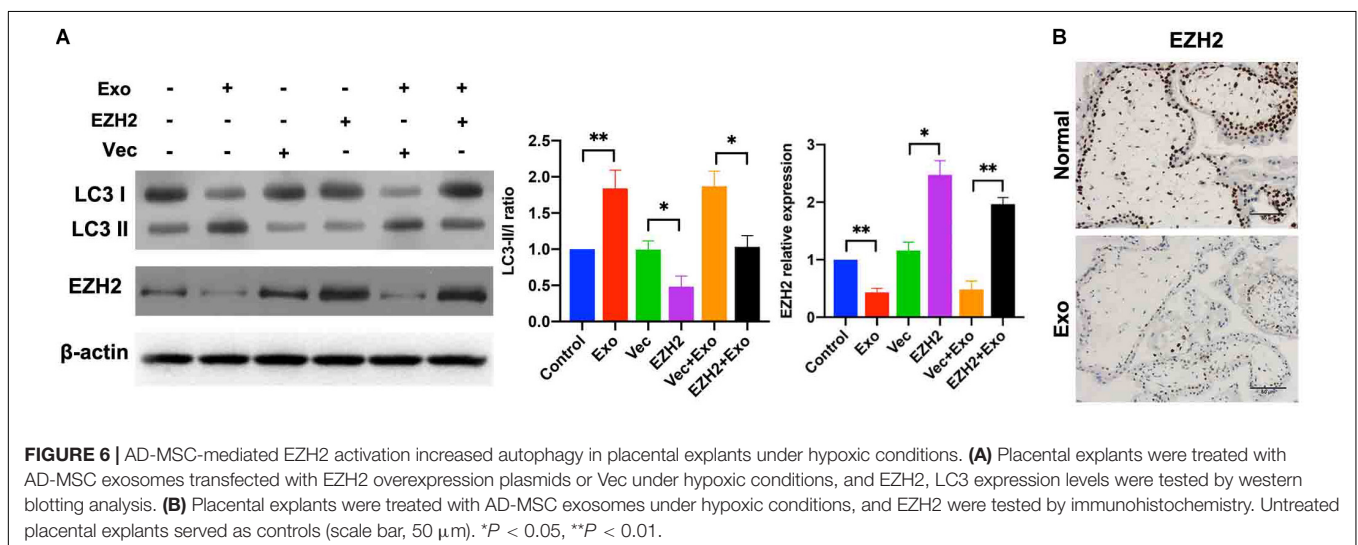 A
B
EZH2
Exo - + - - + +
EZH2 - - - + - +
Vec - - + - + -
LC3 I
LC3 II
EZH2
β-actin
LC3-II/I ratio
2.5
2.0
1.5
1.0
0.5
0.0
** * *
Control Exo Vec EZH2 Vec+Exo EZH2+Exo
EZH2 relative expression
3
2
1
0
** * **
Control Exo Vec EZH2 Vec+Exo EZH2+Exo
Normal
Exo
FIGURE 6 | AD-MSC-mediated EZH2 activation increased autophagy in placental explants under hypoxic conditions. (A) Placental explants were treated with
AD-MSC exosomes transfected with EZH2 overexpression plasmids or Vec under hypoxic conditions, and EZH2, LC3 expression levels were tested by western
blotting analysis. (B) Placental explants were treated with AD-MSC exosomes under hypoxic conditions, and EZH2 were tested by immunohistochemistry. Untreated
placental explants served as controls (scale bar, 50 μm). *P < 0.05, **P < 0.01.